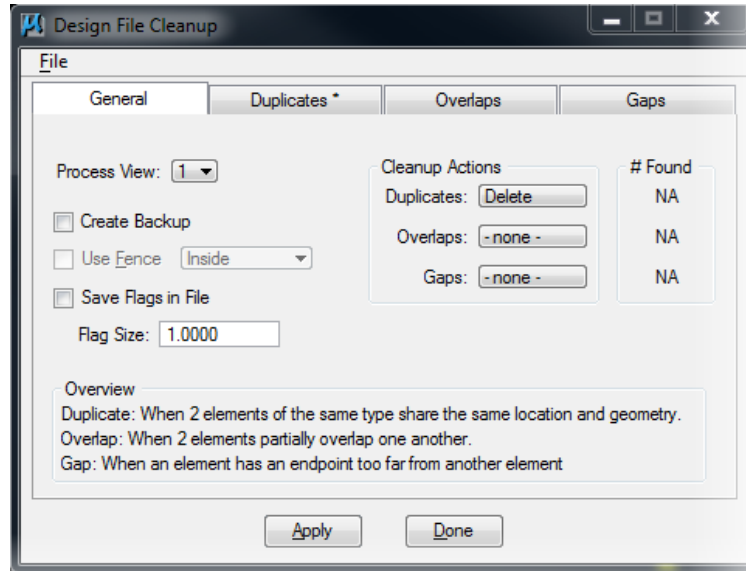 Design File Cleanup
File
General Duplicates * Overlaps Gaps
Process View: 1
Create Backup
Use Fence Inside
Save Flags in File
Flag Size: 1.0000
Cleanup Actions
Duplicates: Delete
Overlaps: - none -
Gaps: - none -
# Found
NA
NA
NA
Overview
Duplicate: When 2 elements of the same type share the same location and geometry.
Overlap: When 2 elements partially overlap one another.
Gap: When an element has an endpoint too far from another element
Apply Done